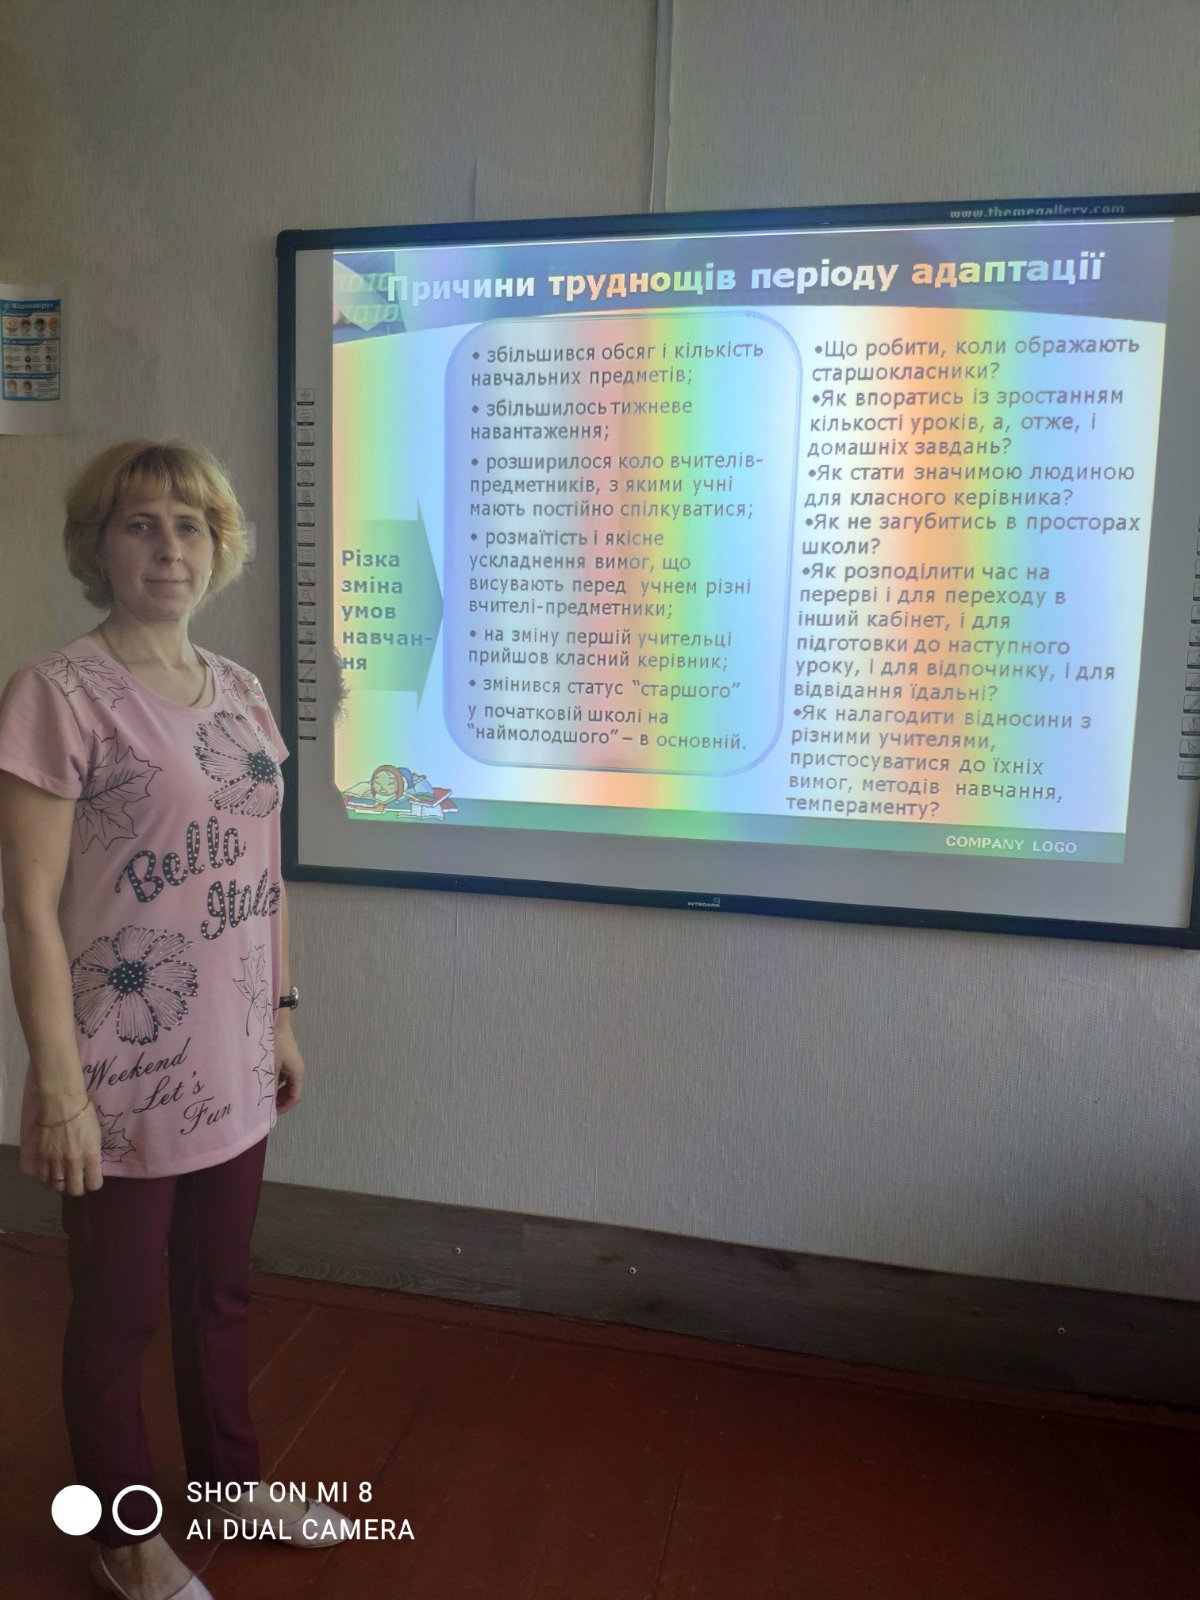 www.themegallery.com
Причини труднощів періоду адаптації
Різка
зміна
умов
навчан-
ня
• збільшився обсяг і кількість
навчальних предметів;
• збільшилось тижневе
навантаження;
• розширилося коло вчителів-
предметників, з якими учні
мають постійно спілкуватися;
• розмаїтість і якісне
ускладнення вимог, що
висувають перед учнем різні
вчителі-предметники;
• на зміну першій учительці
прийшов класний керівник;
• змінився статус “старшого”
у початковій школі на
“наймолодшого” – в основній.
•Що робити, коли ображають
старшокласники?
•Як впоратись із зростанням
кількості уроків, а, отже, і
домашніх завдань?
•Як стати значимою людиною
для класного керівника?
•Як не загубитись в просторах
школи?
•Як розподілити час на
перерві і для переходу в
інший кабінет, і для
підготовки до наступного
уроку, і для відпочинку, і для
відвідання їдальні?
•Як налагодити відносини з
різними учителями,
пристосуватися до їхніх
вимог, методів навчання,
темпераменту?
COMPANY LOGO
INTBOARD
Коронавірус
Bella
Weekend
Let's
Fun
SHOT ON MI 8
AI DUAL CAMERA